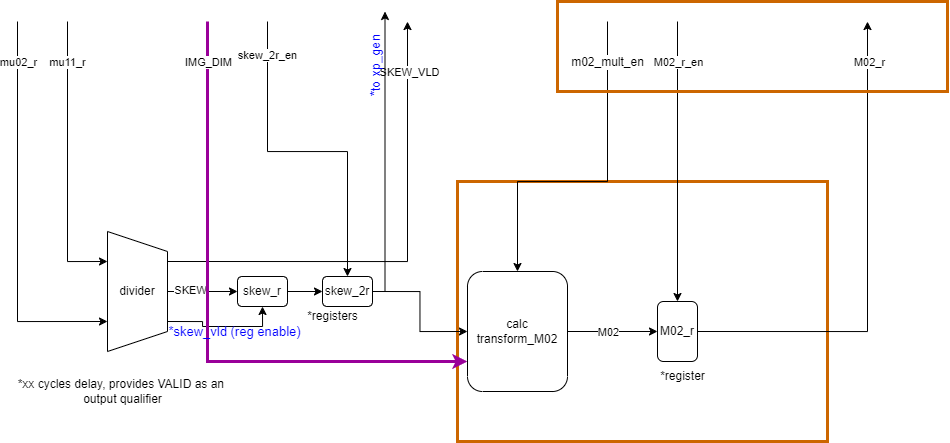 mu02_r
mu11_r
IMG_DIM
skew_2r_en
*to xp_gen
SKEW_VLD
m02_mult_en
M02_r_en
M02_r
divider
SKEW
skew_r
skew_2r
*registers
*skew_vld (reg enable)
calc
transform_M02
M02
M02_r
*register
*xx cycles delay, provides VALID as an
output qualifier